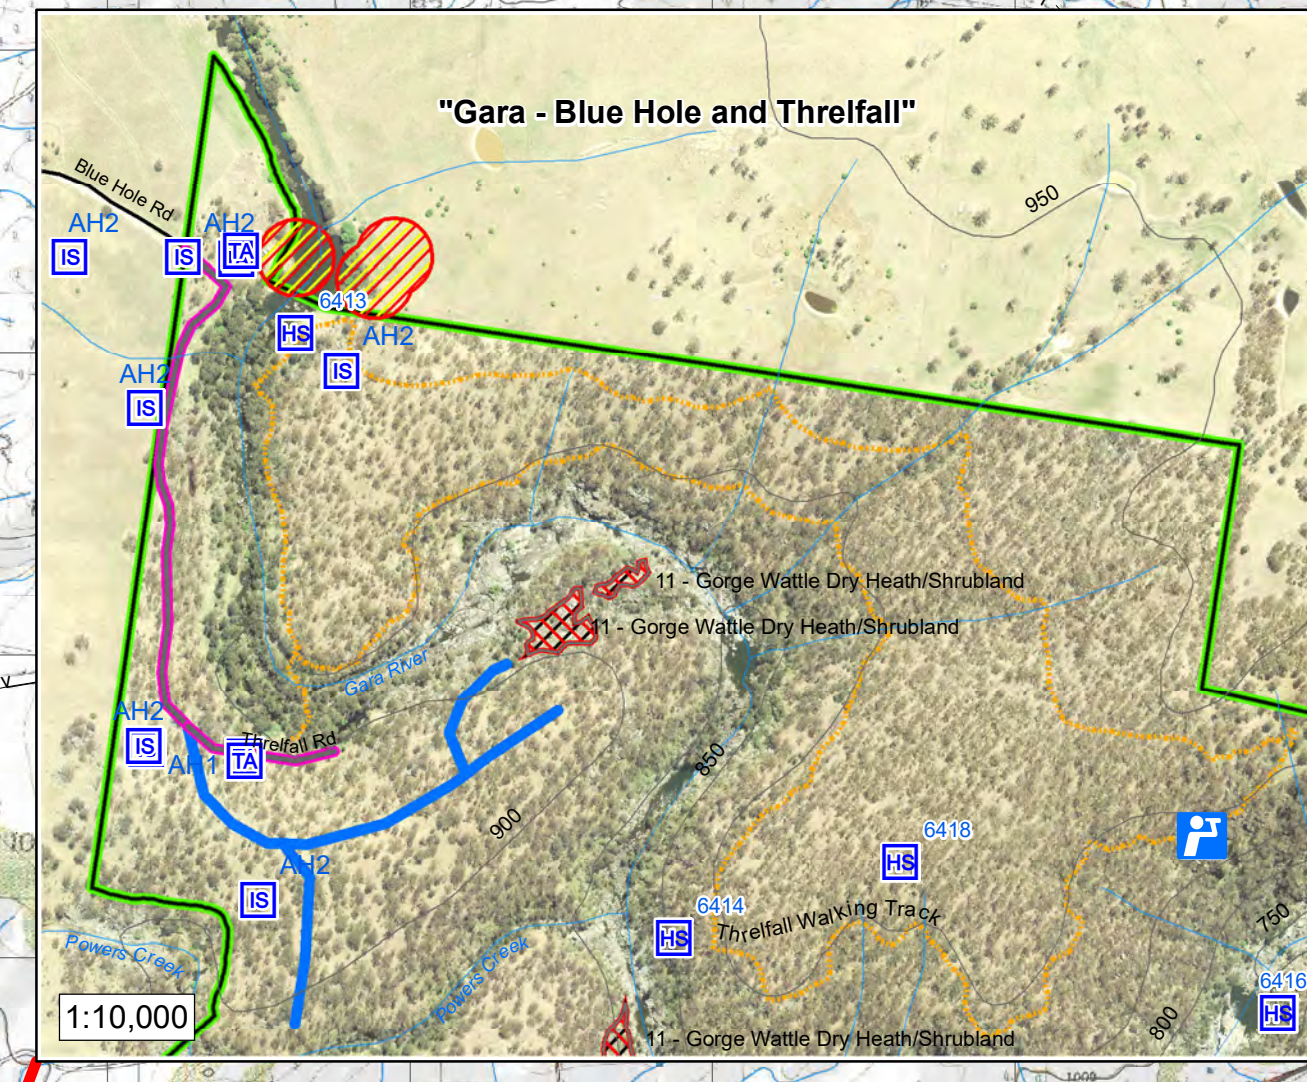 "Gara - Blue Hole and Threlfall"
Blue Hole Rd
AH2
AH2
IS
IS
TA
950
6413
HS
AH2
IS
AH2
IS
11 - Gorge Wattle Dry Heath/Shrubland
11 - Gorge Wattle Dry Heath/Shrubland
Gara River
AH2
IS
Threlfall Rd
AH1
TA
850
900
6418
HS
AH2
IS
6414
HS
Threlfall Walking Track
750
Powers Creek
Powers Creek
6416
HS
1:10,000
800
11 - Gorge Wattle Dry Heath/Shrubland
1000